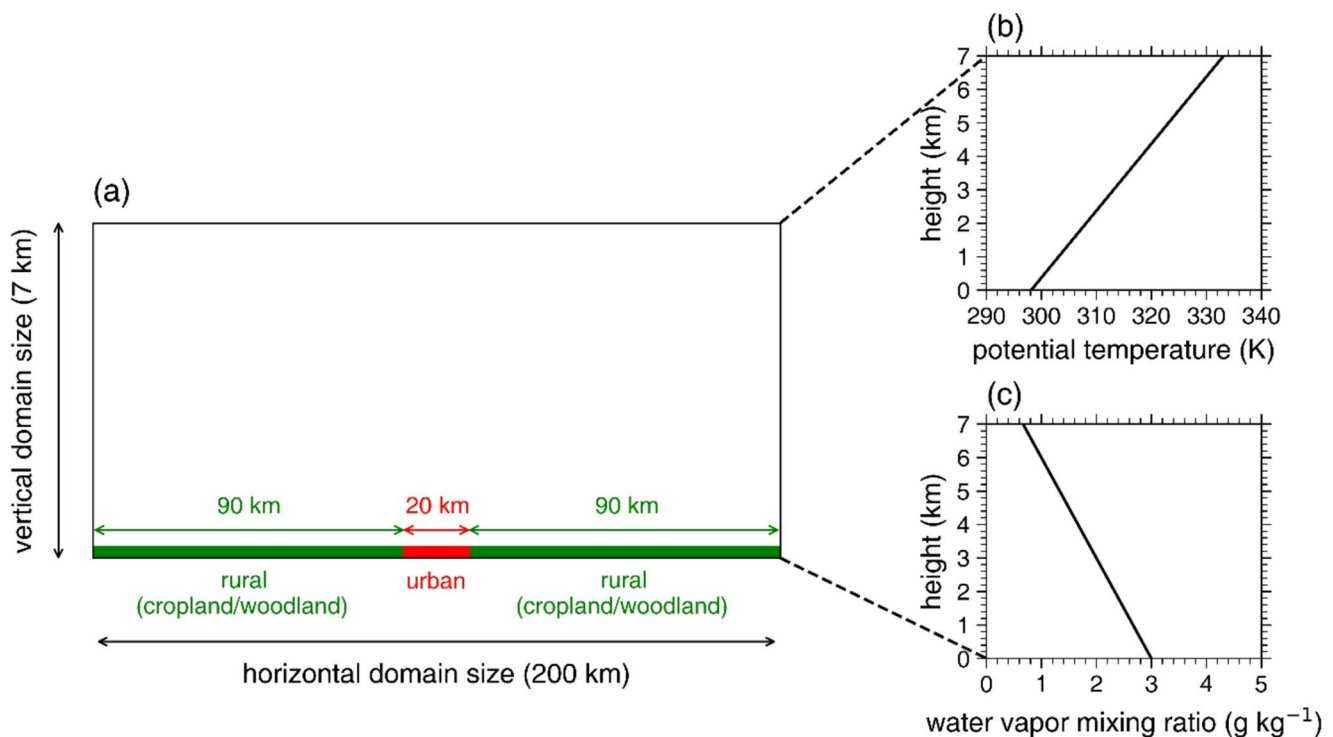 (a)
vertical domain size (7 km)
90 km
20 km
90 km
rural
(cropland/woodland)
urban
rural
(cropland/woodland)
horizontal domain size (200 km)
(b)
height (km)
7
6
5
4
3
2
1
0
290 300 310 320 330 340
potential temperature (K)
(c)
height (km)
7
6
5
4
3
2
1
0
0 1 2 3 4 5
water vapor mixing ratio (g kg⁻¹)